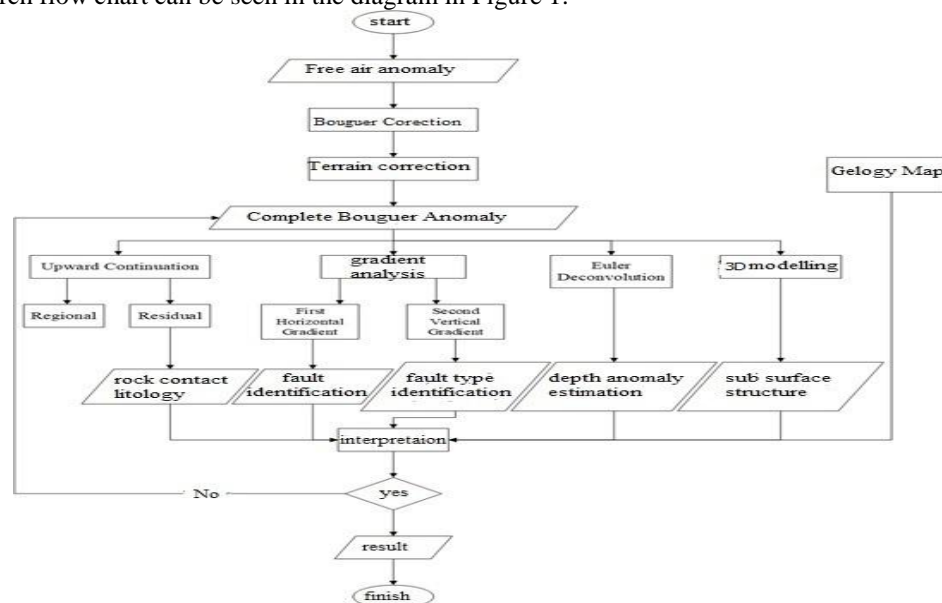 ren flow chart can be seen in the diagram in Figure 1.
start
Free air anomaly
Bouguer Corection
Terrain correction
Gelogy Map
Complete Bouguer Anomaly
Upward Continuation
gradient
analysis
Euler
Deconvolution
3D modelling
Regional
Residual
First
Horizontal
Gradient
Second
Vertical
Gradient
rock contact
litology
fault
identification
fault type
identification
depth anomaly
estimation
sub surface
structure
interpretaion
No
yes
result
finish